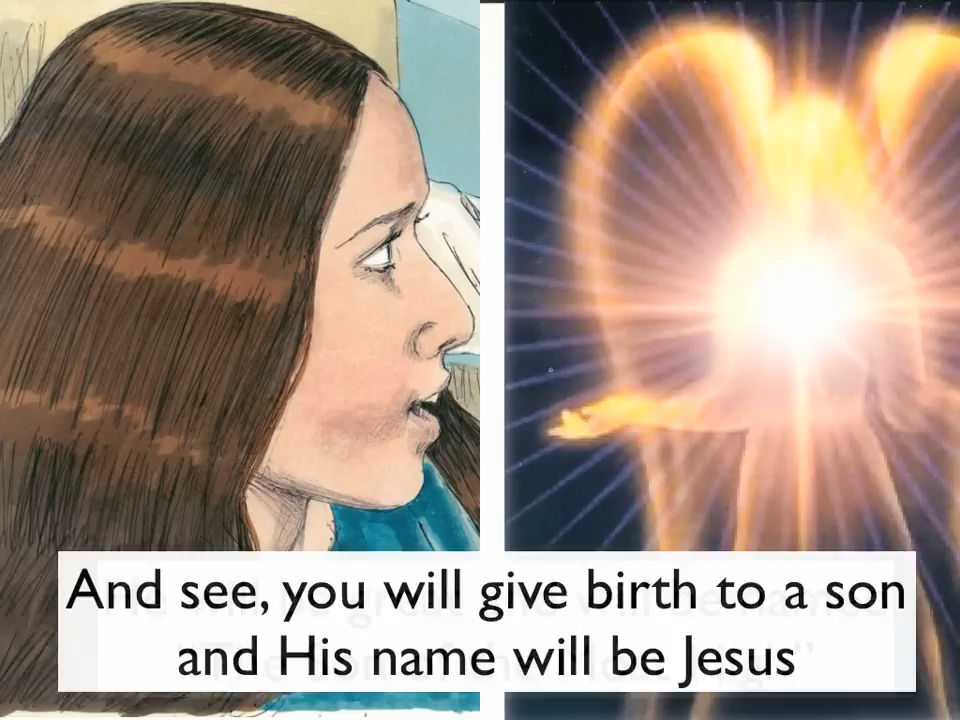 And see, you will give birth to a son
and His name will be Jesus